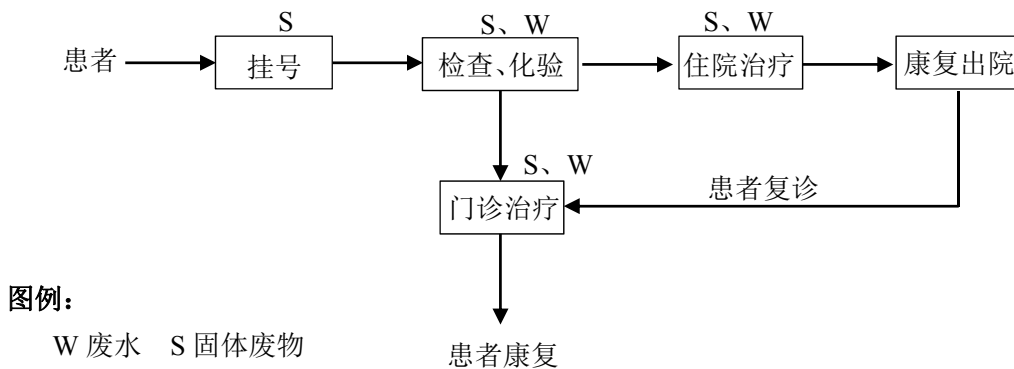 S
S、W
S、W
患者
挂号
检查、化验
住院治疗
康复出院
S、W
门诊治疗
患者复诊
图例：
W 废水 S 固体废物
患者康复